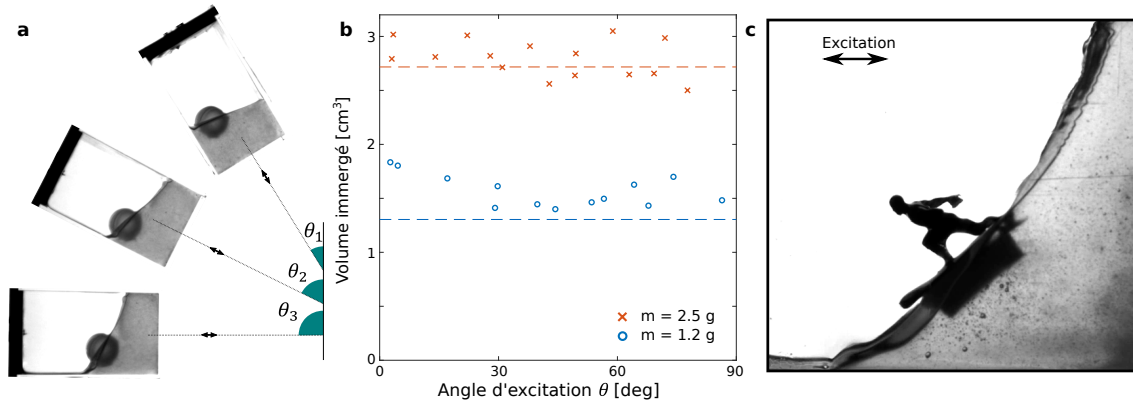 a
θ1
θ2
θ3
b
Volume immergé [cm³]
3
2
1
0
0
30
60
90
m = 2.5 g
m = 1.2 g
Angle d'excitation θ [deg]
c
Excitation